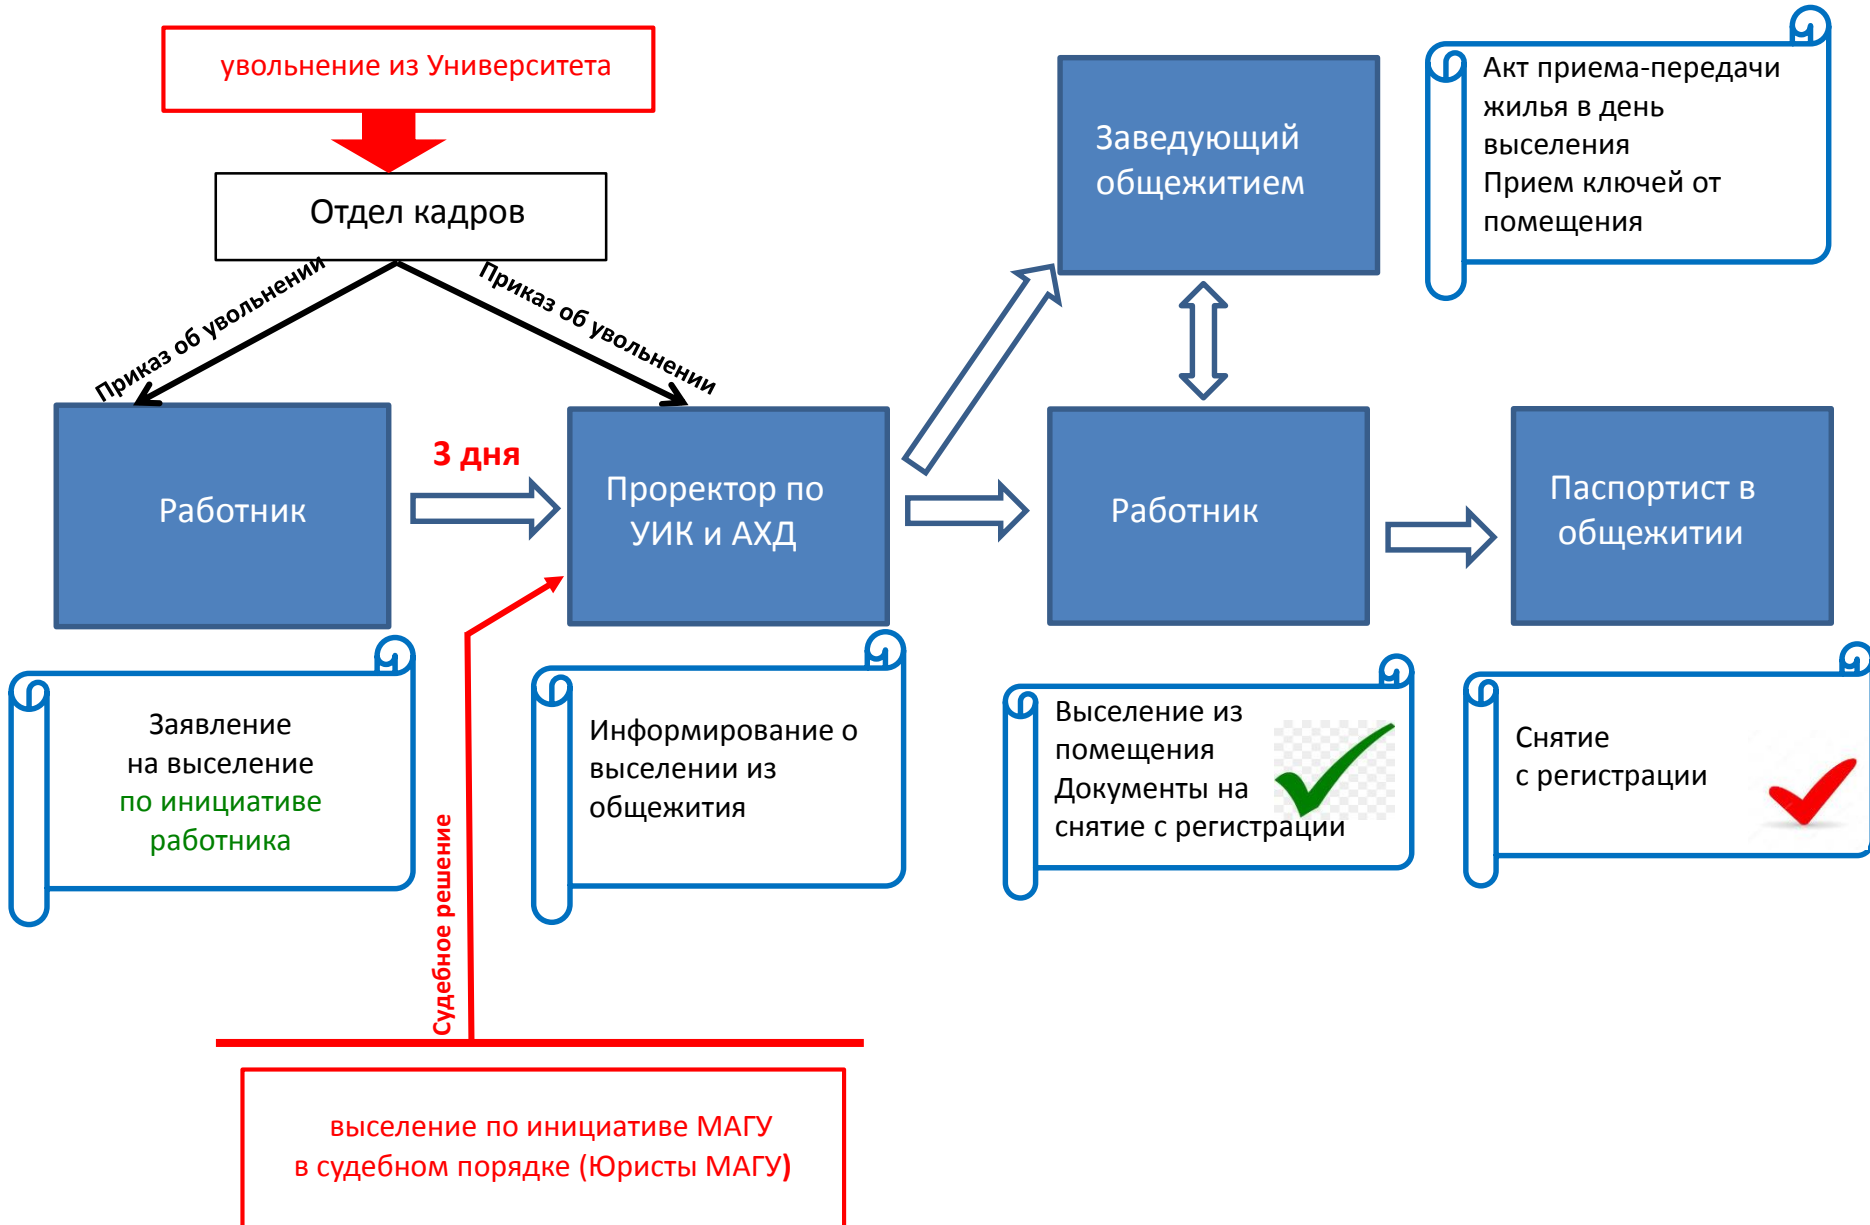 увольнение из Университета
Отдел кадров
Приказ об увольнении
Приказ об увольнении
Заведующий
общежитием
Акт приема-передачи
жилья в день
выселения
Прием ключей от
помещения
Работник
3 дня
Проректор по
УИК и АХД
Работник
Паспортист в
общежитии
Заявление
на выселение
по инициативе
работника
Информирование о
выселении из
общежития
Выселение из
помещения
Документы на
снятие с регистрации
Снятие
с регистрации
Судебное решение
выселение по инициативе МАГУ
в судебном порядке (Юристы МАГУ)